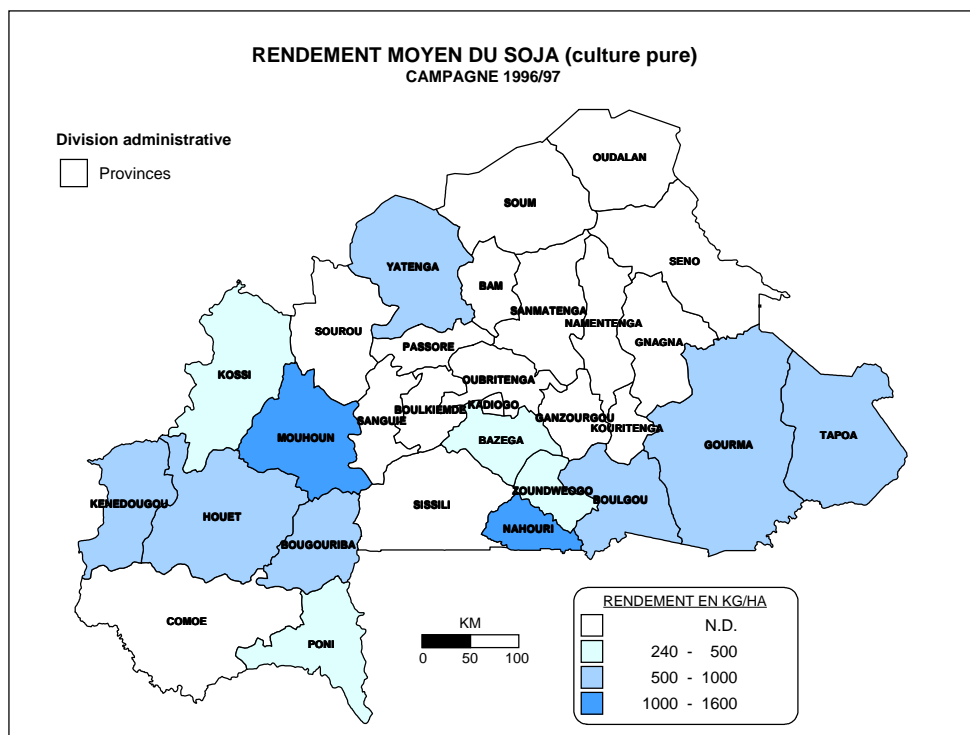 RENDEMENT MOYEN DU SOJA (culture pure)
CAMPAGNE 1996/97
Division administrative
Provinces
OUDALAN
SOUM
SENO
YATENGA
BAM
SANMATENGA
NAMENTENGA
SOUROU
GNAGNA
PASSORE
KOSSI
OUBRITENGA
BOULKIEMDE
KADIOGO
GANZOURGOU
SANGUIE
KOURITENGA
MOUHOUN
BAZEGA
GOURMA
TAPOA
KENEDOUGOU
ZOUNDWEOGO
BOULGOU
HOUET
SISSILI
NAHOURI
BOUGOURIBA
COMOE
PONI
KM
0 50 100
RENDEMENT EN KG/HA
N.D.
240 - 500
500 - 1000
1000 - 1600